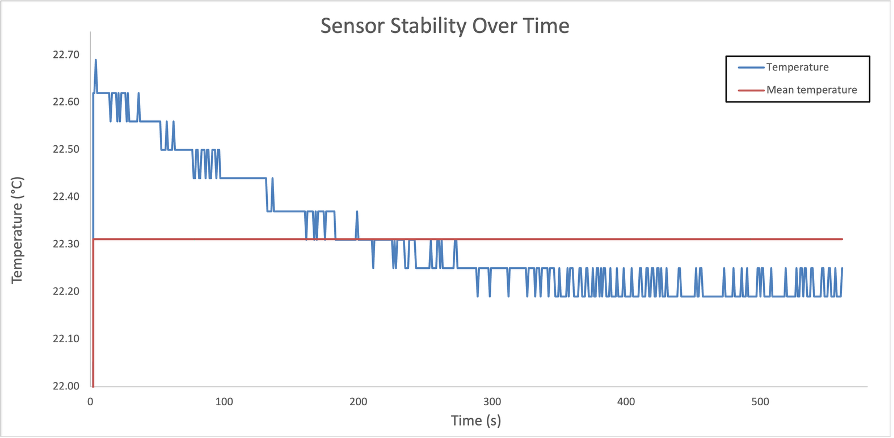 Sensor Stability Over Time
Temperature
Mean temperature
Temperature (°C)
22.70
22.60
22.50
22.40
22.30
22.20
22.10
22.00
0
100
200
300
400
500
Time (s)